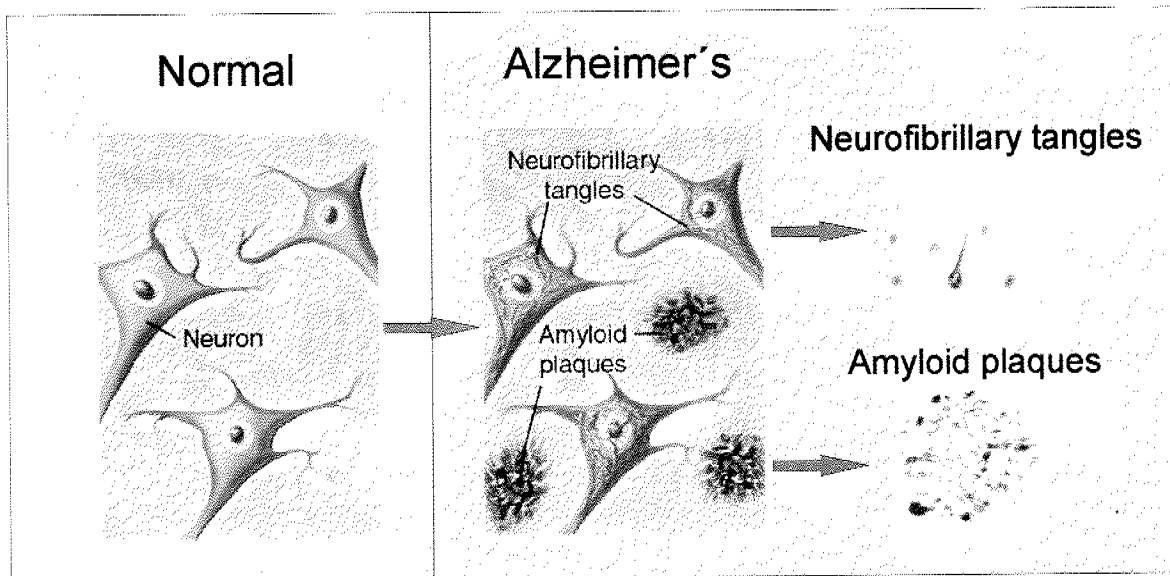 Normal
Neuron
Alzheimer´s
Neurofibrillary
tangles
Amyloid
plaques
Neurofibrillary tangles
Amyloid plaques